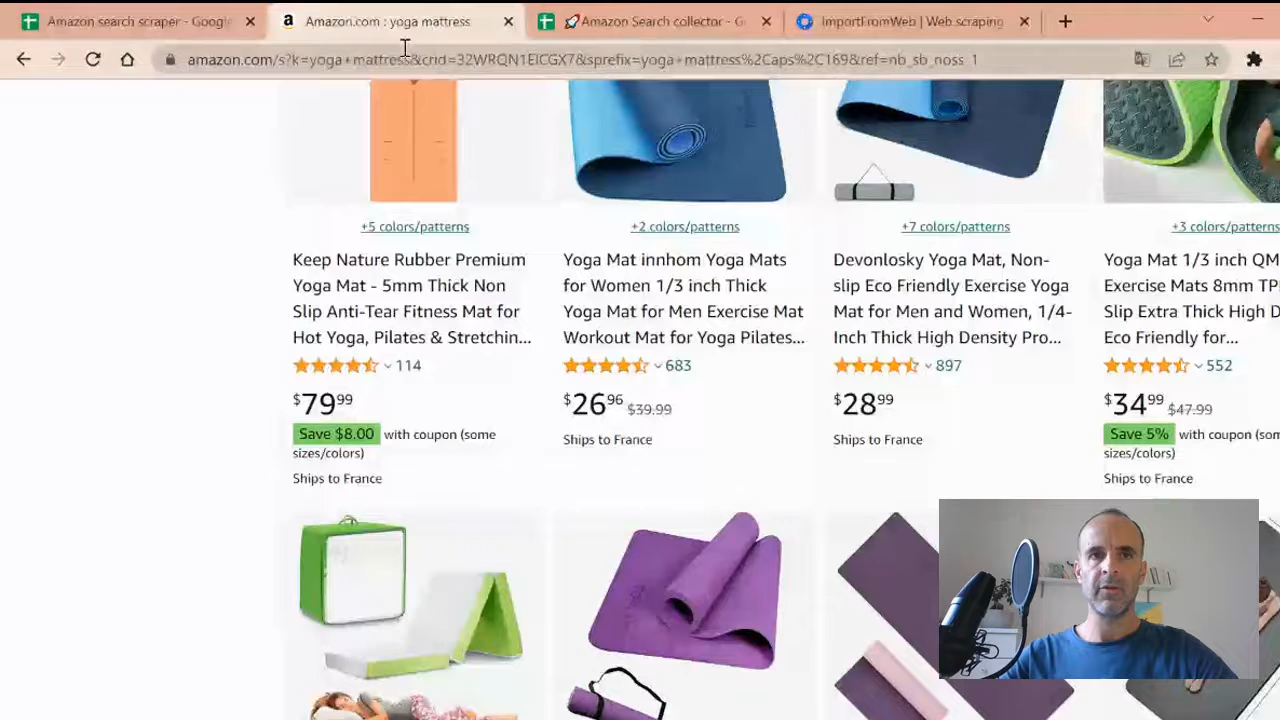 Amazon search scraper - Google
Amazon.com : yoga mattress
🚀Amazon Search collector - G
ImportFromWeb | Web scraping
amazon.com/s?k=yoga+mattress&crid=32WRQN1EICGX7&sprefix=yoga+mattress%2Caps%2C169&ref=nb_sb_noss_1
+5 colors/patterns
+2 colors/patterns
+7 colors/patterns
+3 colors/patterns
Keep Nature Rubber Premium
Yoga Mat - 5mm Thick Non
Slip Anti-Tear Fitness Mat for
Hot Yoga, Pilates & Stretchin...
114
$79 99
Save $8.00 with coupon (some
sizes/colors)
Ships to France
Yoga Mat innhom Yoga Mats
for Women 1/3 inch Thick
Yoga Mat for Men Exercise Mat
Workout Mat for Yoga Pilates...
683
$26 96 $39.99
Ships to France
Devonlosky Yoga Mat, Non-
slip Eco Friendly Exercise Yoga
Mat for Men and Women, 1/4-
Inch Thick High Density Pro...
897
$28 99
Ships to France
Yoga Mat 1/3 inch QM
Exercise Mats 8mm TP
Slip Extra Thick High D
Eco Friendly for...
552
$34 99 $47.99
Save 5% with coupon (som
sizes/colors)
Ships to France